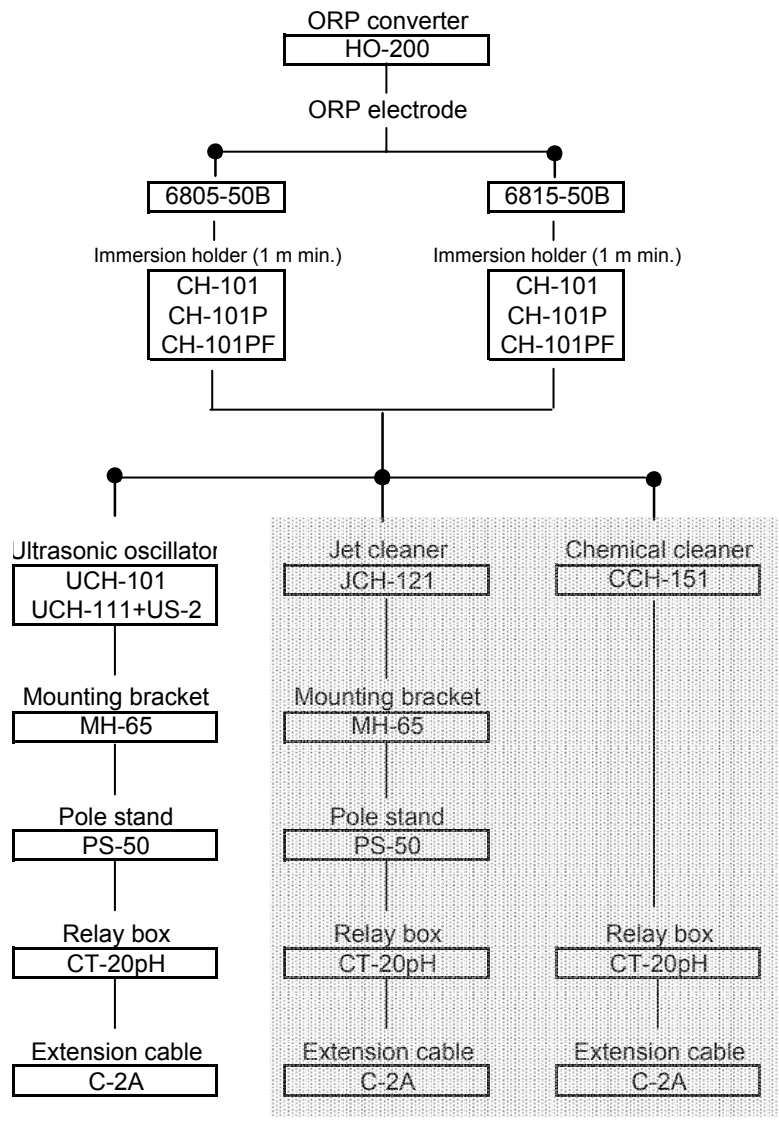 ORP converter
HO-200
ORP electrode
6805-50B
6815-50B
Immersion holder (1 m min.)
Immersion holder (1 m min.)
CH-101
CH-101P
CH-101PF
CH-101
CH-101P
CH-101PF
Ultrasonic oscillator
UCH-101
UCH-111+US-2
Mounting bracket
MH-65
Pole stand
PS-50
Relay box
CT-20pH
Extension cable
C-2A
Jet cleaner
JCH-121
Mounting bracket
MH-65
Pole stand
PS-50
Relay box
CT-20pH
Extension cable
C-2A
Chemical cleaner
CCH-151
Relay box
CT-20pH
Extension cable
C-2A